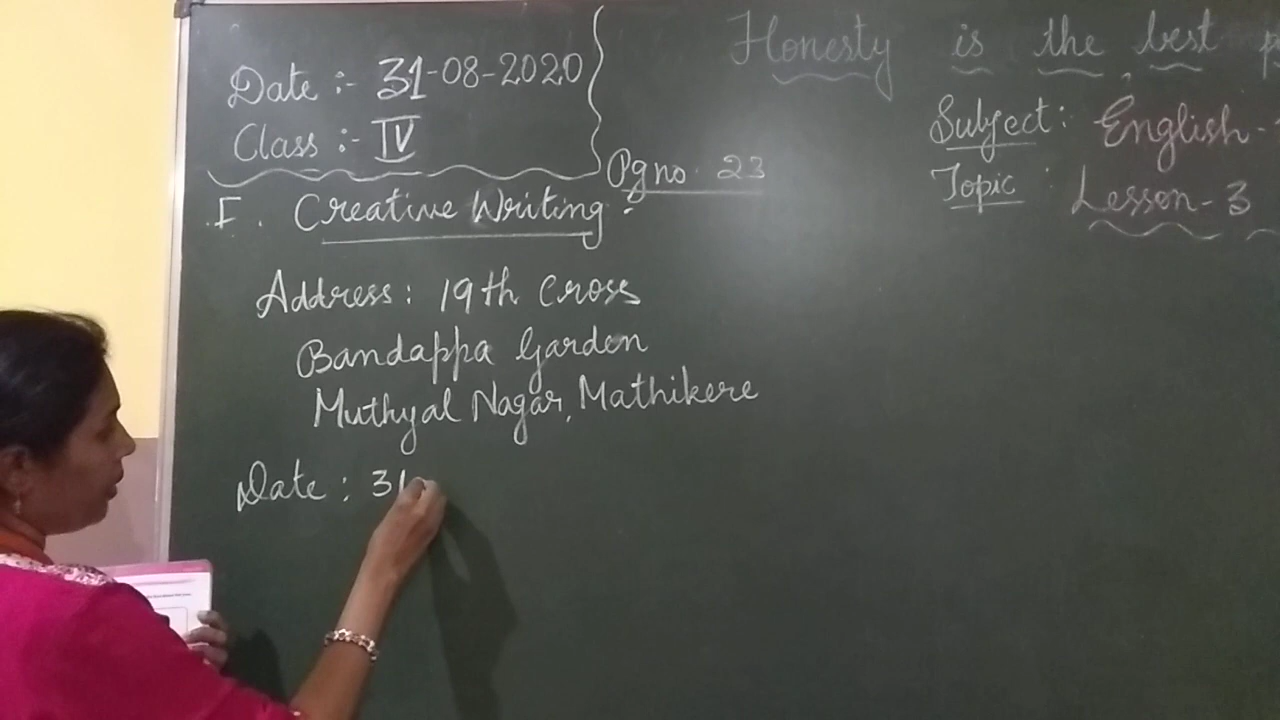 Honesty is the best
Date :- 31-08-2020
Class :- IV
Subject: English-
Pg no. 23
Topic : Lesson-3
F. Creative Writing:
Address: 19th Cross
Bandappa Garden
Muthyal Nagar, Mathikere
Date : 31